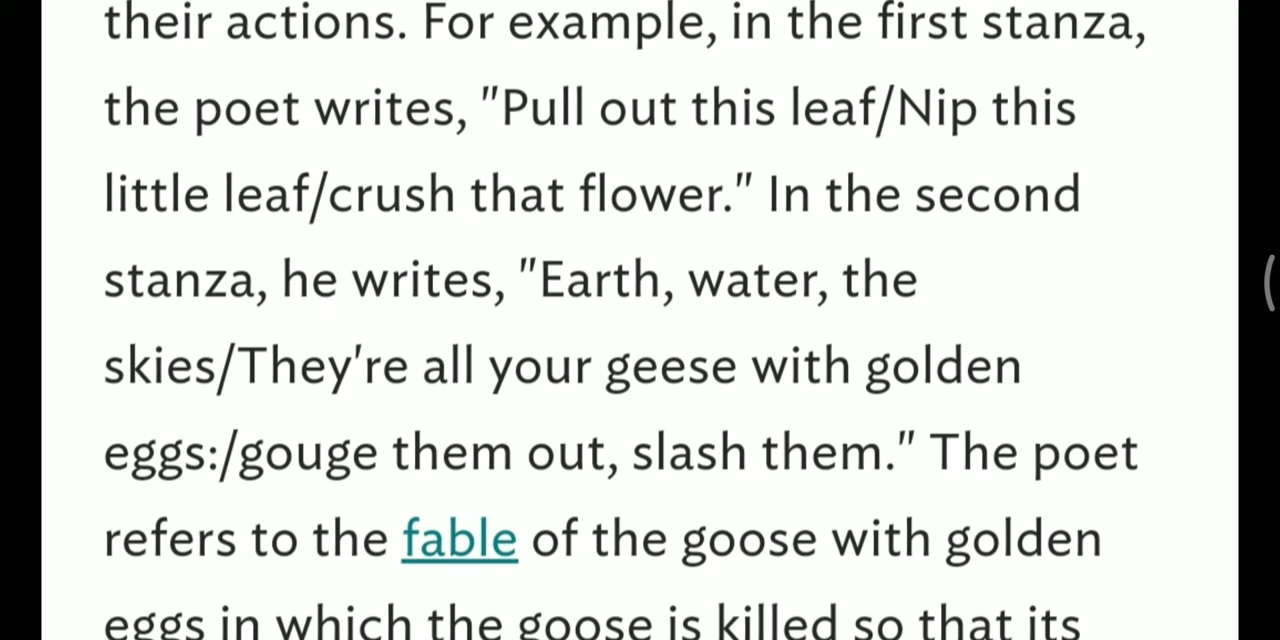 their actions. For example, in the first stanza,
the poet writes, "Pull out this leaf/Nip this
little leaf/crush that flower." In the second
stanza, he writes, "Earth, water, the
skies/They're all your geese with golden
eggs:/gouge them out, slash them." The poet
refers to the fable of the goose with golden
eggs in which the goose is killed so that its